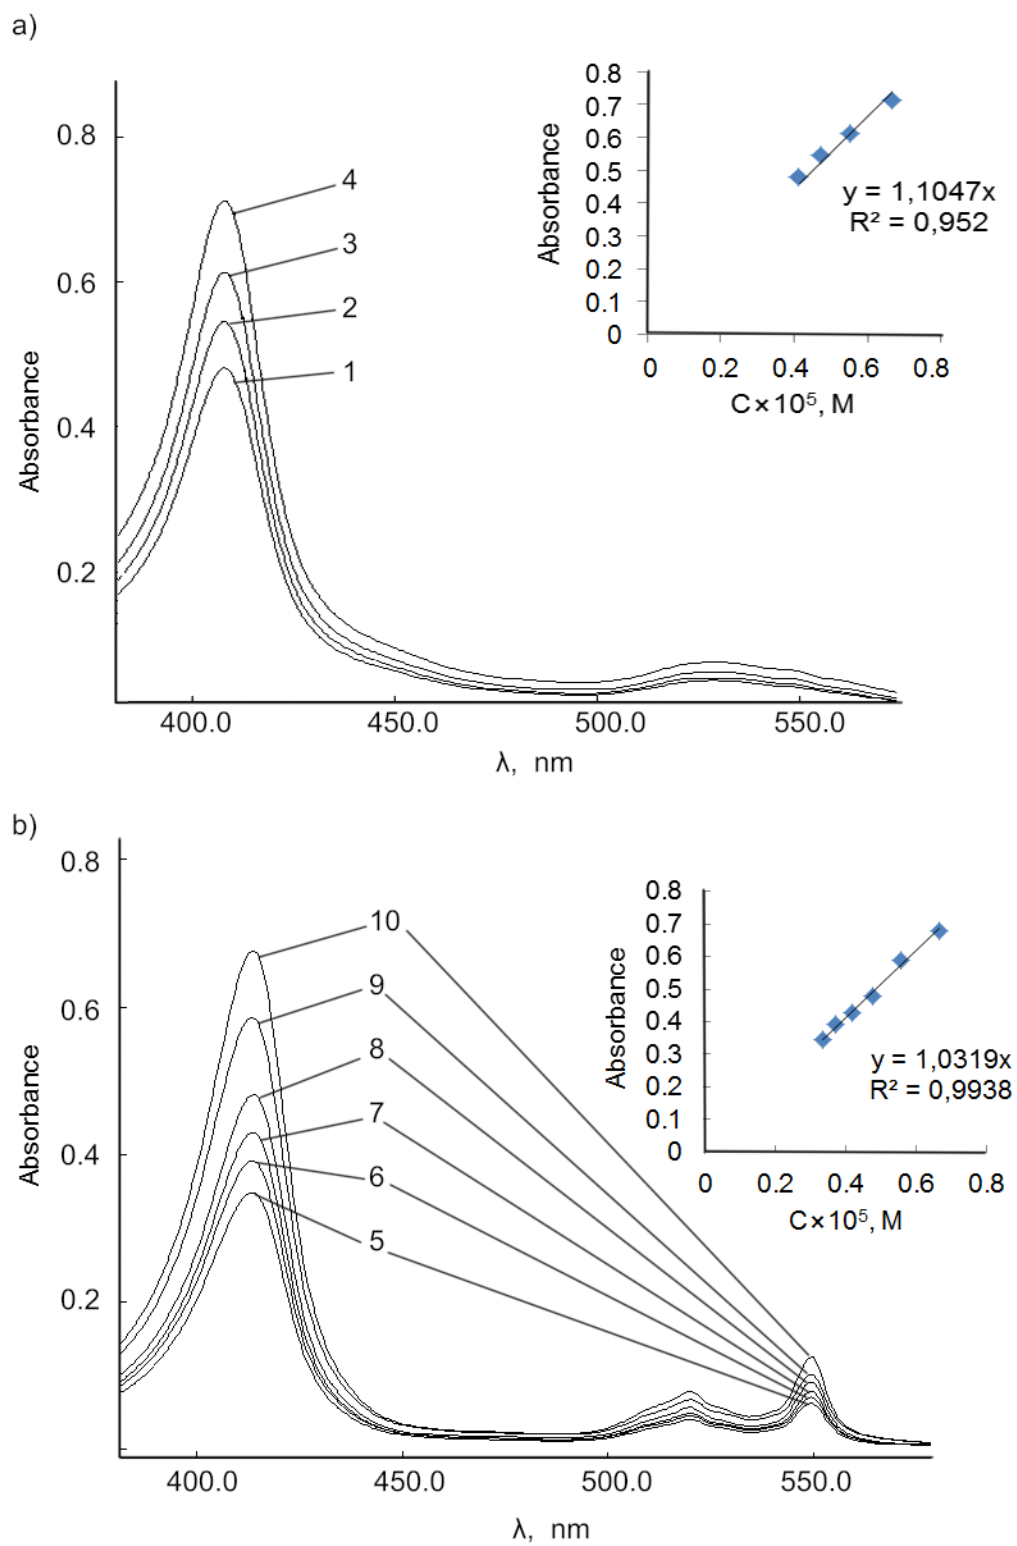 a)
0.8
0.6
0.4
0.2
Absorbance
4
3
2
1
400.0 450.0 500.0 550.0
λ, nm
0.8
0.7
0.6
0.5
0.4
0.3
0.2
0.1
0
Absorbance
y = 1,1047x
R² = 0,952
0 0.2 0.4 0.6 0.8
C×10⁵, M
b)
0.8
0.6
0.4
0.2
Absorbance
10
9
8
7
6
5
400.0 450.0 500.0 550.0
λ, nm
0.8
0.7
0.6
0.5
0.4
0.3
0.2
0.1
0
Absorbance
y = 1,0319x
R² = 0,9938
0 0.2 0.4 0.6 0.8
C×10⁵, M